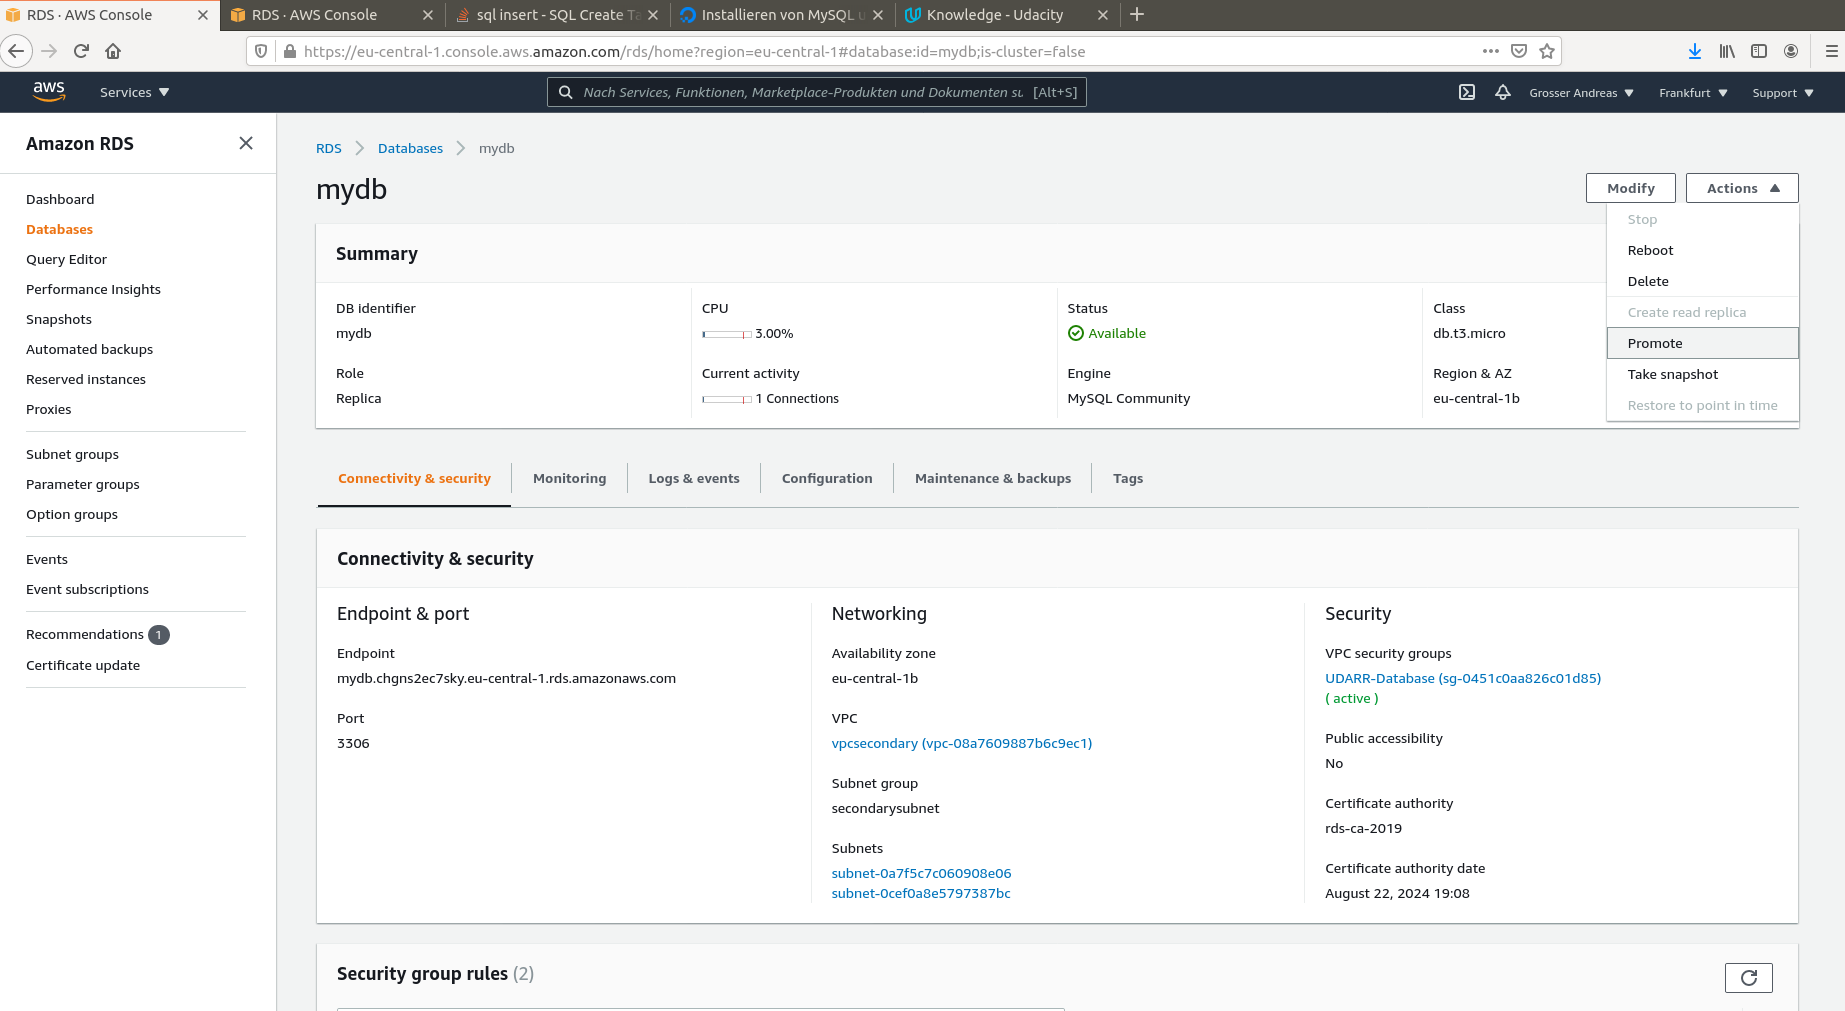 RDS · AWS Console
RDS · AWS Console
sql insert - SQL Create Ta
Installieren von MySQL u
Knowledge - Udacity
https://eu-central-1.console.aws.amazon.com/rds/home?region=eu-central-1#database:id=mydb;is-cluster=false
aws
Services
Nach Services, Funktionen, Marketplace-Produkten und Dokumenten su [Alt+S]
Grosser Andreas
Frankfurt
Support
Amazon RDS
Dashboard
Databases
Query Editor
Performance Insights
Snapshots
Automated backups
Reserved instances
Proxies
Subnet groups
Parameter groups
Option groups
Events
Event subscriptions
Recommendations 1
Certificate update
RDS
Databases
mydb
mydb
Modify
Actions
Stop
Reboot
Delete
Create read replica
Promote
Take snapshot
Restore to point in time
Summary
DB identifier
mydb
CPU
3.00%
Status
Available
Class
db.t3.micro
Role
Replica
Current activity
1 Connections
Engine
MySQL Community
Region & AZ
eu-central-1b
Connectivity & security
Monitoring
Logs & events
Configuration
Maintenance & backups
Tags
Connectivity & security
Endpoint & port
Endpoint
mydb.chgns2ec7sky.eu-central-1.rds.amazonaws.com
Port
3306
Networking
Availability zone
eu-central-1b
VPC
vpcsecondary (vpc-08a7609887b6c9ec1)
Subnet group
secondarysubnet
Subnets
subnet-0a7f5c7c060908e06
subnet-0cef0a8e5797387bc
Security
VPC security groups
UDARR-Database (sg-0451c0aa826c01d85)
( active )
Public accessibility
No
Certificate authority
rds-ca-2019
Certificate authority date
August 22, 2024 19:08
Security group rules (2)